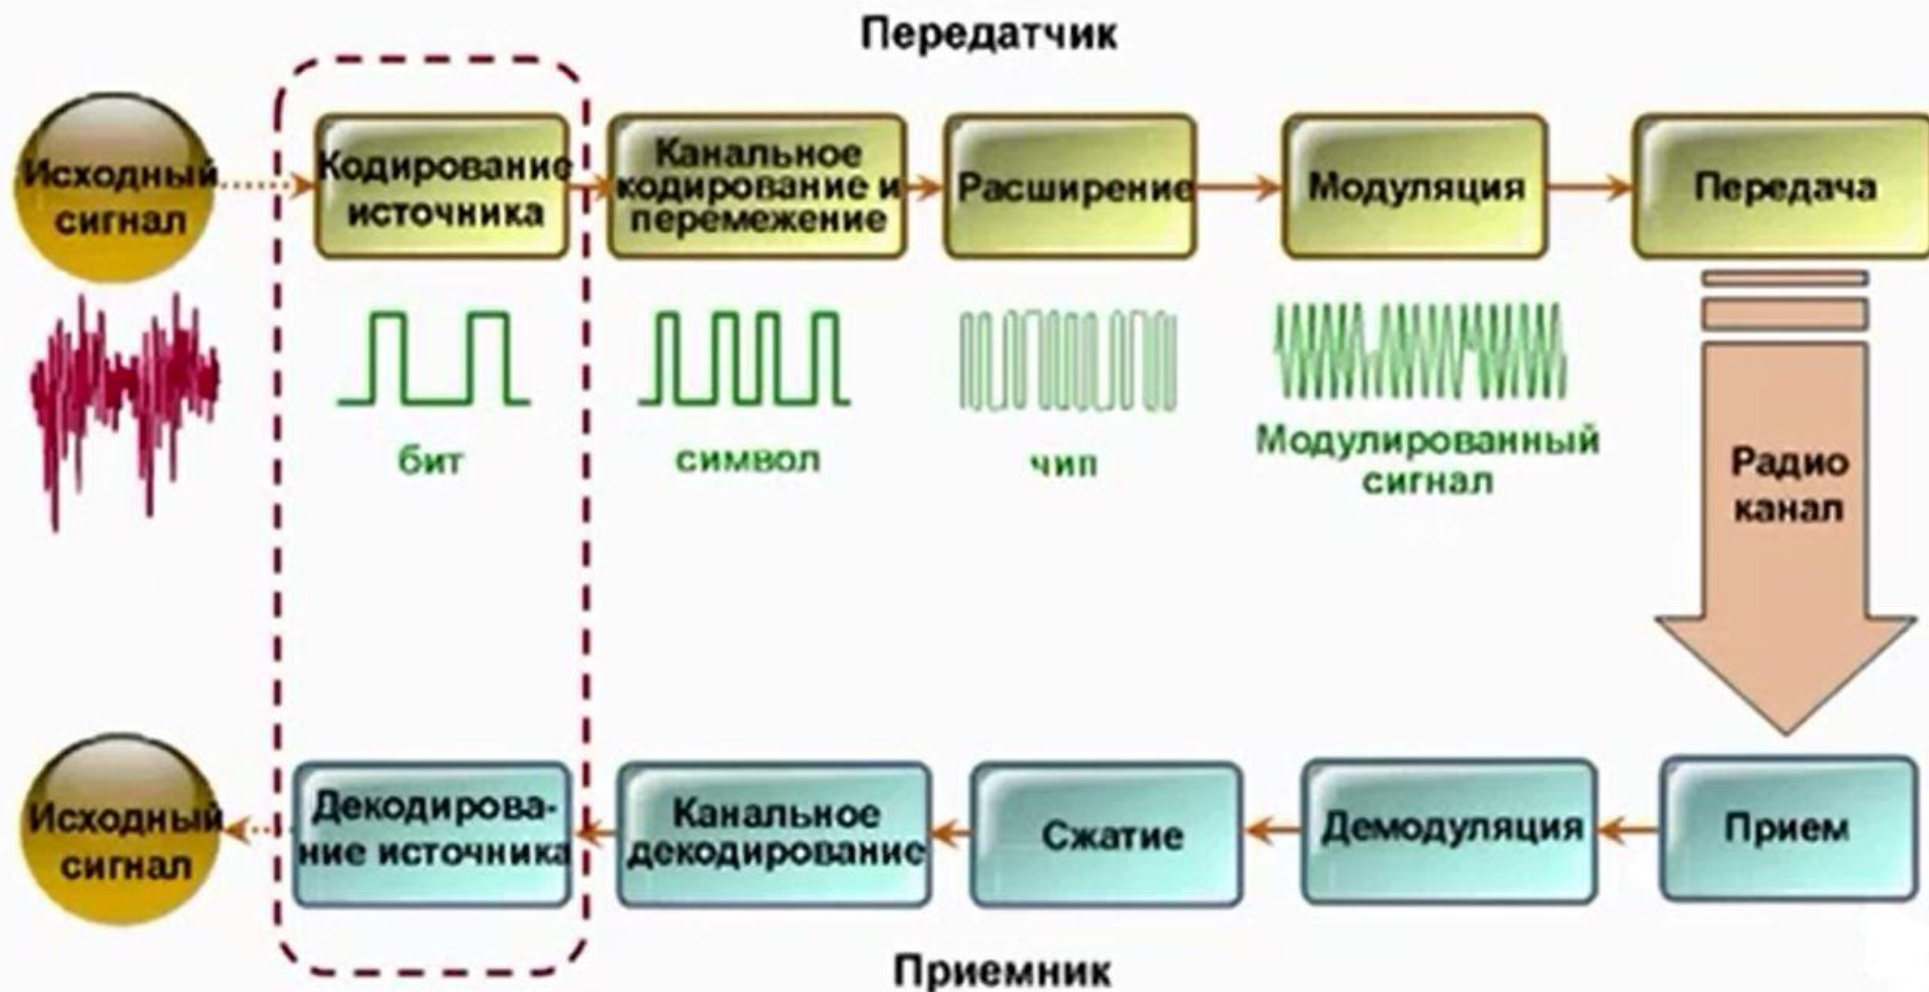 Передатчик
Исходный
сигнал
Кодирование
источника
Канальное
кодирование и
перемежение
Расширение
Модуляция
Передача
бит
символ
чип
Модулированный
сигнал
Радио
канал
Исходный
сигнал
Декодирова-
ние источника
Канальное
декодирование
Сжатие
Демодуляция
Прием
Приемник